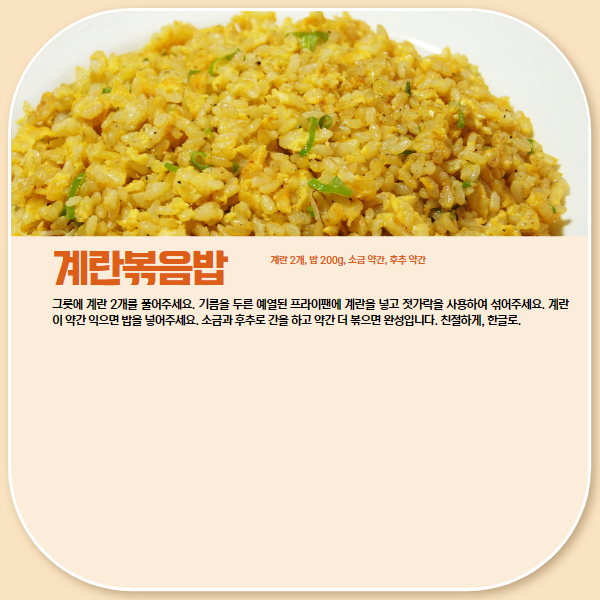 계란볶음밥
계란 2개, 밥 200g, 소금 약간, 후추 약간
그릇에 계란 2개를 풀어주세요. 기름을 두른 예열된 프라이팬에 계란을 넣고 젓가락을 사용하여 섞어주세요. 계란
이 약간 익으면 밥을 넣어주세요. 소금과 후추로 간을 하고 약간 더 볶으면 완성입니다. 친절하게, 한글로.